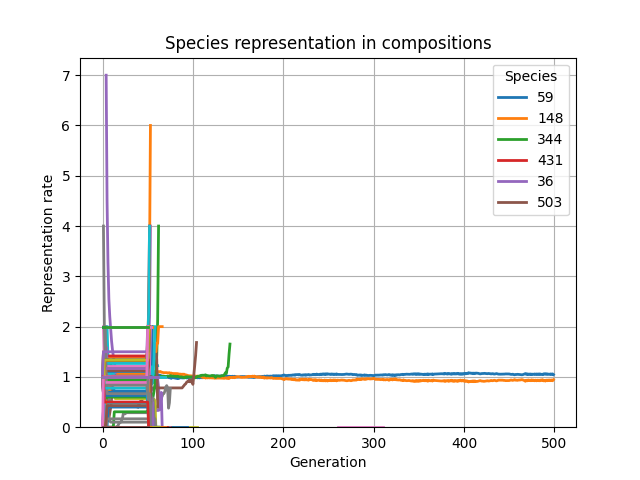 Species representation in compositions
Representation rate
7
6
5
4
3
2
1
0
0 100 200 300 400 500
Generation
Species
59
148
344
431
36
503